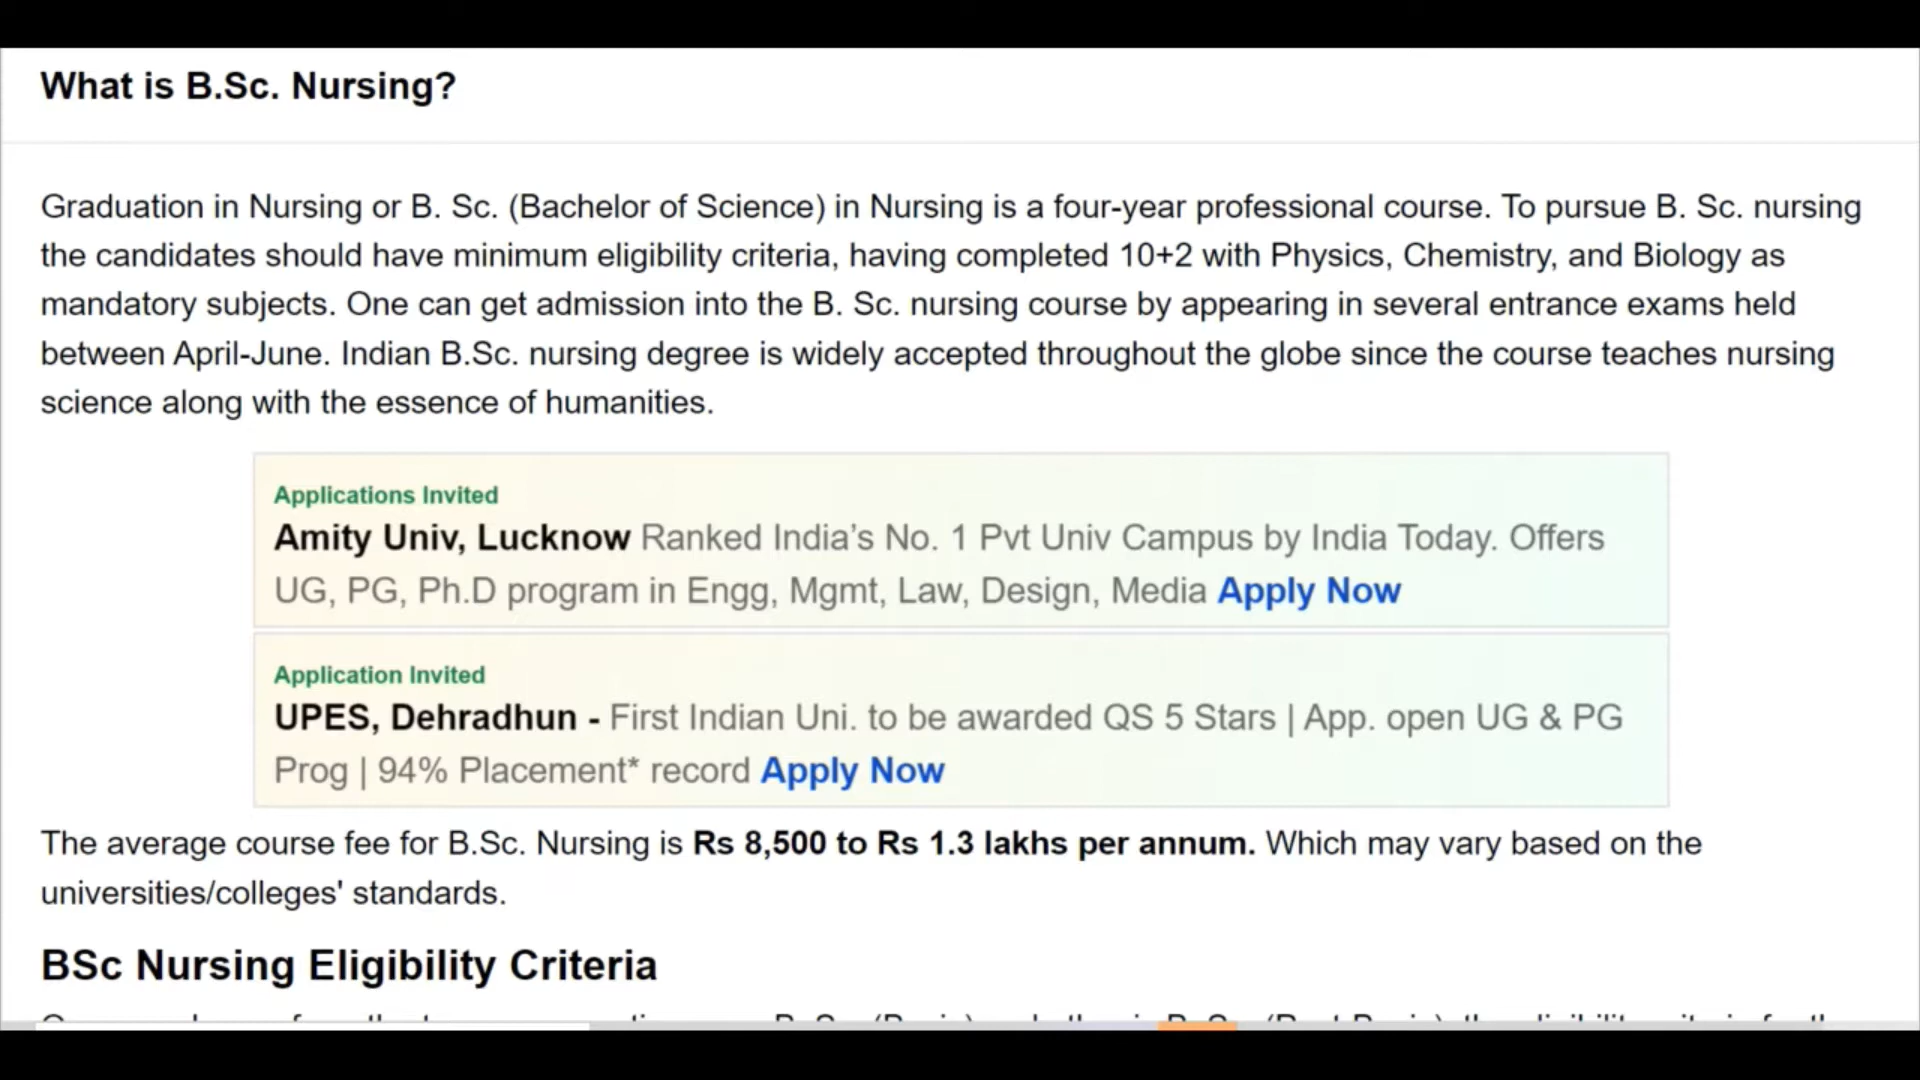 What is B.Sc. Nursing?
Graduation in Nursing or B. Sc. (Bachelor of Science) in Nursing is a four-year professional course. To pursue B. Sc. nursing
the candidates should have minimum eligibility criteria, having completed 10+2 with Physics, Chemistry, and Biology as
mandatory subjects. One can get admission into the B. Sc. nursing course by appearing in several entrance exams held
between April-June. Indian B.Sc. nursing degree is widely accepted throughout the globe since the course teaches nursing
science along with the essence of humanities.
Applications Invited
Amity Univ, Lucknow Ranked India’s No. 1 Pvt Univ Campus by India Today. Offers
UG, PG, Ph.D program in Engg, Mgmt, Law, Design, Media Apply Now
Application Invited
UPES, Dehradhun - First Indian Uni. to be awarded QS 5 Stars | App. open UG & PG
Prog | 94% Placement* record Apply Now
The average course fee for B.Sc. Nursing is Rs 8,500 to Rs 1.3 lakhs per annum. Which may vary based on the
universities/colleges' standards.
BSc Nursing Eligibility Criteria